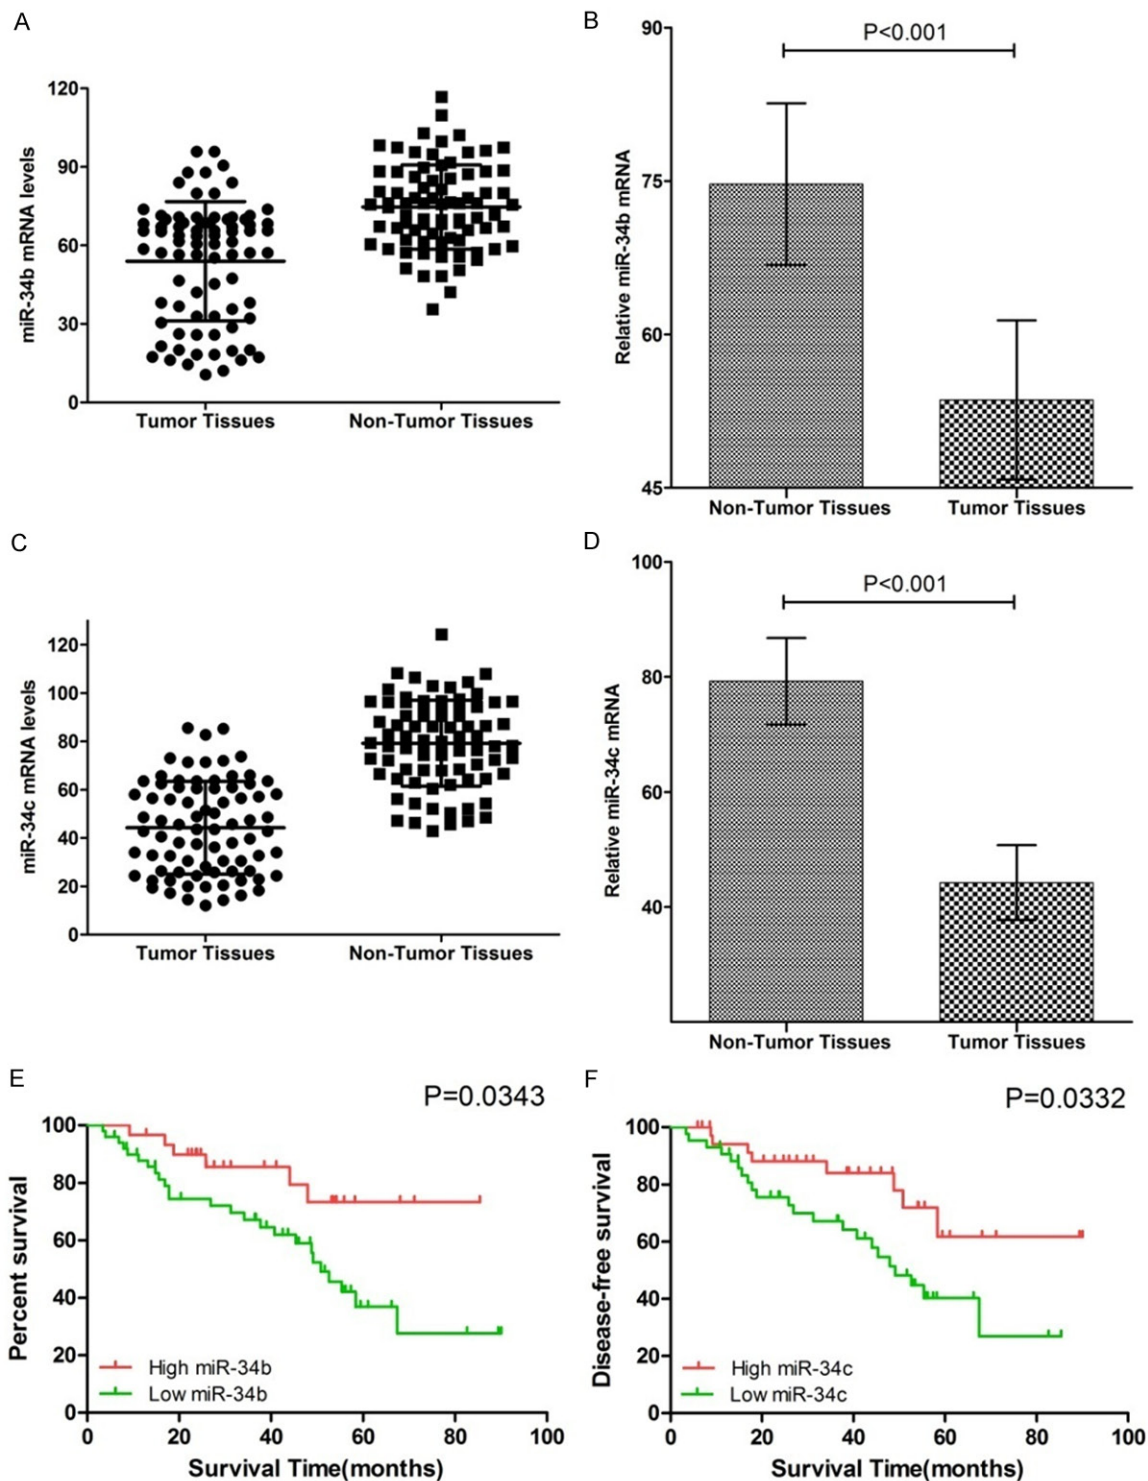 A
miR-34b mRNA levels
120
90
60
30
0
Tumor Tissues
Non-Tumor Tissues
B
P<0.001
Relative miR-34b mRNA
90
75
60
45
Non-Tumor Tissues
Tumor Tissues
C
miR-34c mRNA levels
120
100
80
60
40
20
0
Tumor Tissues
Non-Tumor Tissues
D
P<0.001
Relative miR-34c mRNA
100
80
60
40
Non-Tumor Tissues
Tumor Tissues
E
P=0.0343
Percent survival
100
80
60
40
20
0
High miR-34b
Low miR-34b
0 20 40 60 80 100
Survival Time(months)
F
P=0.0332
Disease-free survival
100
80
60
40
20
0
High miR-34c
Low miR-34c
0 20 40 60 80 100
Survival Time(months)